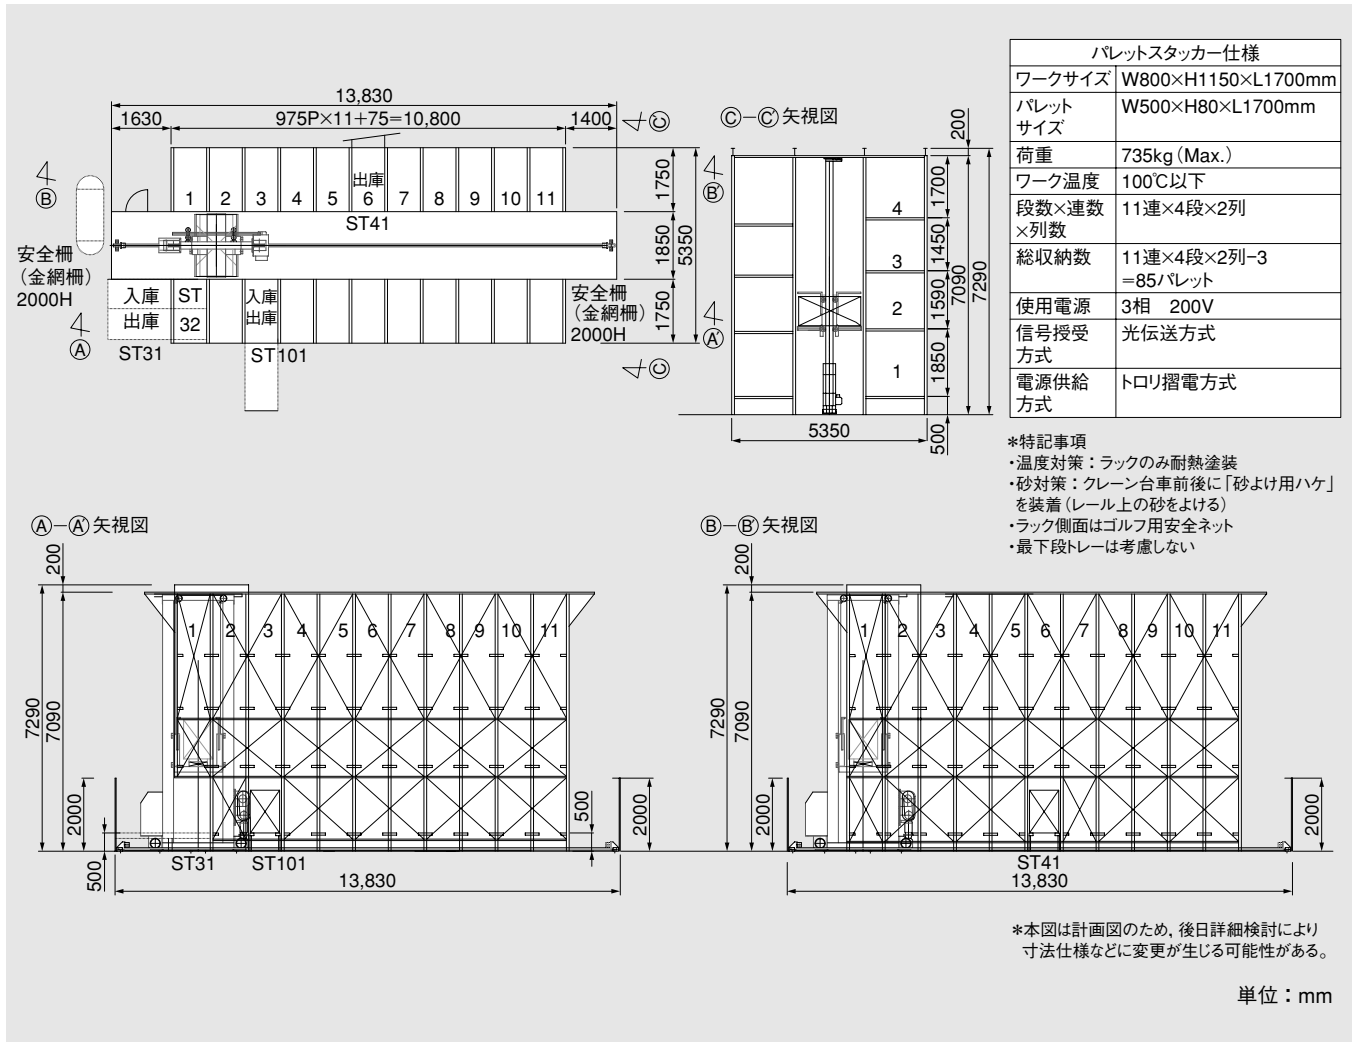 13,830
1630
975P×11+75=10,800
1400
Ⓒ′
Ⓑ
1
2
3
4
5
出庫
6
7
8
9
10
11
ST41
1750
1850
1750
5350
安全柵
（金網柵）
2000H
入庫
出庫
ST
32
入庫
出庫
安全柵
（金網柵）
2000H
Ⓐ
ST31
ST101
Ⓒ
Ⓒ−Ⓒ′矢視図
200
Ⓑ′
Ⓐ′
4
3
2
1
1700
1450
1590
1850
500
7090
7290
5350
パレットスタッカー仕様
ワークサイズ W800×H1150×L1700mm
パレット W500×H80×L1700mm
サイズ
荷重 735kg（Max.）
ワーク温度 100℃以下
段数×連数 11連×4段×2列
×列数
総収納数 11連×4段×2列−3
=85パレット
使用電源 3相　200V
信号授受 光伝送方式
方式
電源供給 トロリ摺電方式
方式
＊特記事項
・温度対策：ラックのみ耐熱塗装
・砂対策：クレーン台車前後に「砂よけ用ハケ」
を装着（レール上の砂をよける）
・ラック側面はゴルフ用安全ネット
・最下段トレーは考慮しない
Ⓐ−Ⓐ′矢視図
200
1 2 3 4 5 6 7 8 9 10 11
7290
7090
2000
500
500
2000
ST31
ST101
13,830
Ⓑ−Ⓑ′矢視図
200
1 2 3 4 5 6 7 8 9 10 11
7290
7090
2000
2000
ST41
13,830
＊本図は計画図のため，後日詳細検討により
寸法仕様などに変更が生じる可能性がある。
単位：mm